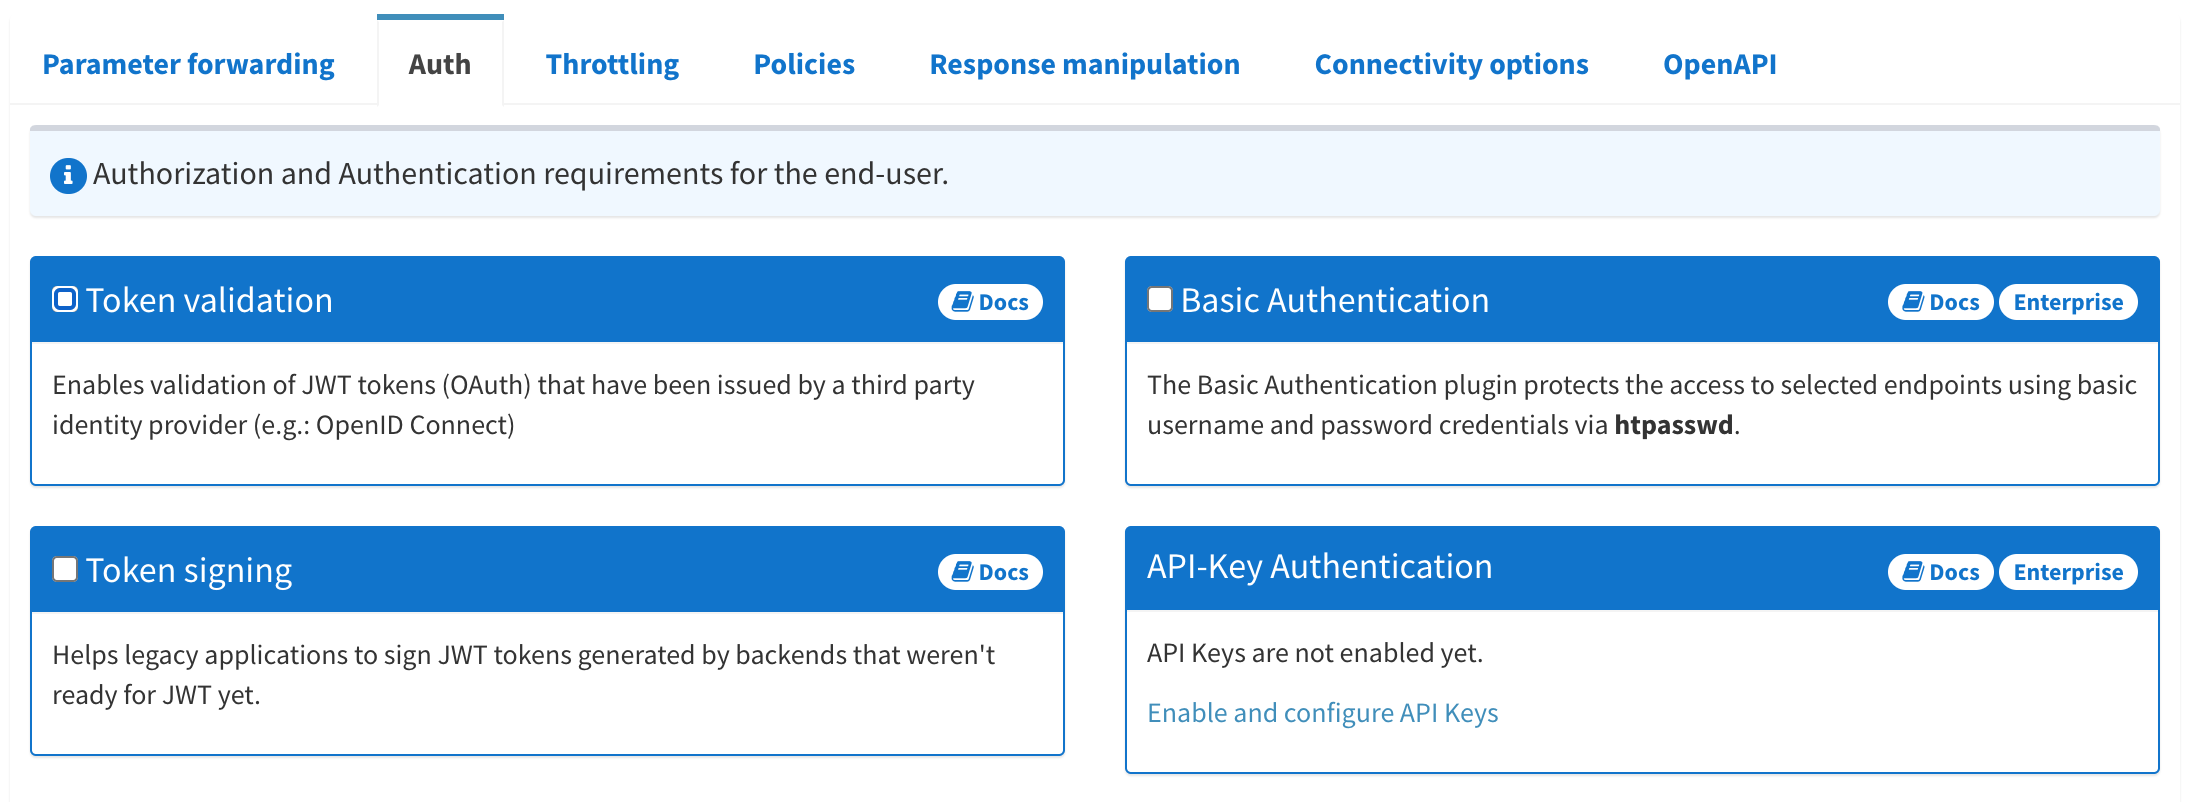 Parameter forwarding
Auth
Throttling
Policies
Response manipulation
Connectivity options
OpenAPI
Authorization and Authentication requirements for the end-user.
Token validation
Docs
Enables validation of JWT tokens (OAuth) that have been issued by a third party
identity provider (e.g.: OpenID Connect)
Basic Authentication
Docs
Enterprise
The Basic Authentication plugin protects the access to selected endpoints using basic
username and password credentials via htpasswd.
Token signing
Docs
Helps legacy applications to sign JWT tokens generated by backends that weren't
ready for JWT yet.
API-Key Authentication
Docs
Enterprise
API Keys are not enabled yet.
Enable and configure API Keys